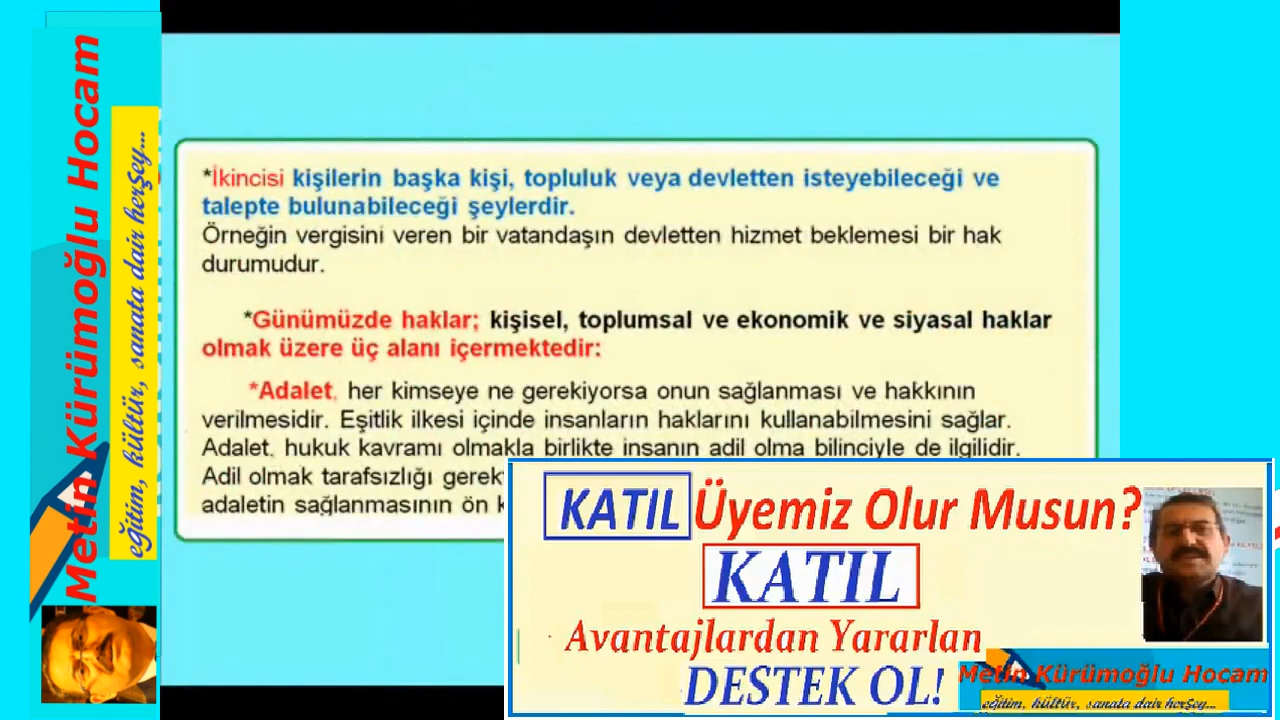 Metin Kürümoğlu Hocam
eğitim, kültür, sanata dair herşey...
*İkincisi kişilerin başka kişi, topluluk veya devletten isteyebileceği ve
talepte bulunabileceği şeylerdir.
Örneğin vergisini veren bir vatandaşın devletten hizmet beklemesi bir hak
durumudur.
*Günümüzde haklar; kişisel, toplumsal ve ekonomik ve siyasal haklar
olmak üzere üç alanı içermektedir:
*Adalet, her kimseye ne gerekiyorsa onun sağlanması ve hakkının
verilmesidir. Eşitlik ilkesi içinde insanların haklarını kullanabilmesini sağlar.
Adalet, hukuk kavramı olmakla birlikte insanın adil olma bilinciyle de ilgilidir.
Adil olmak tarafsızlığı
adaletin sağlanmasının ön
KATIL Üyemiz Olur Musun?
KATIL
Avantajlardan Yararlan
DESTEK OL!
Metin Kürümoğlu Hocam
eğitim, kültür, sanata dair herşey...